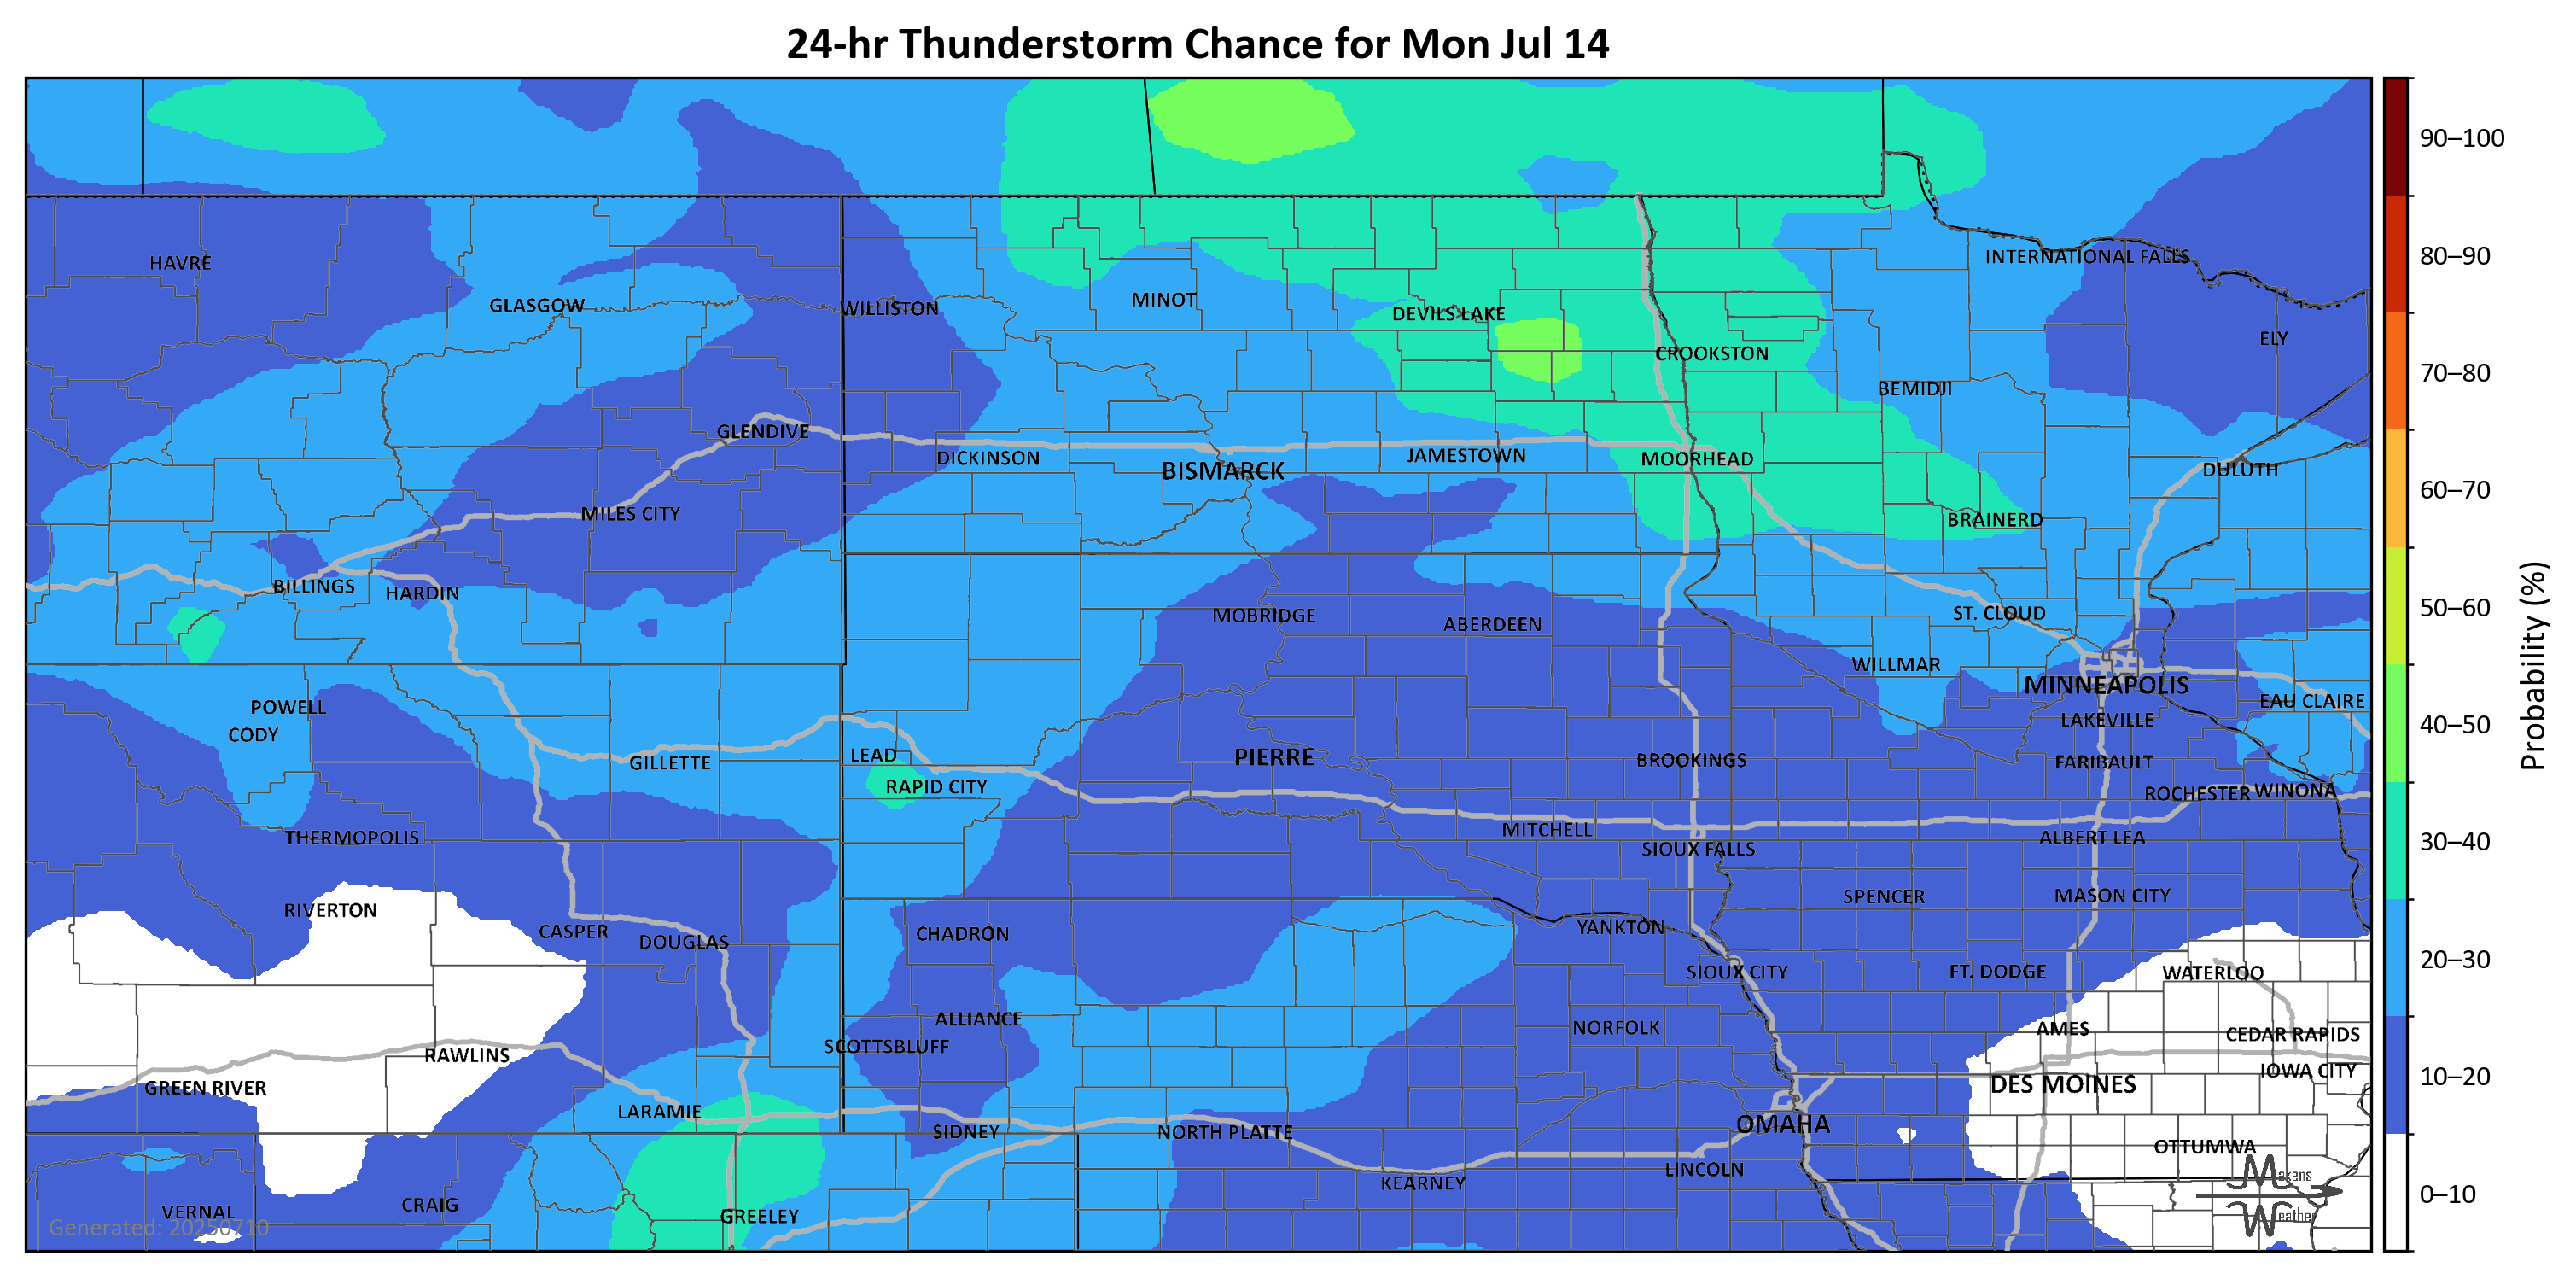 24-hr Thunderstorm Chance for Mon Jul 14
90–100
80–90
70–80
60–70
50–60
40–50
30–40
20–30
10–20
0–10
Probability (%)
HAVRE
INTERNATIONAL FALLS
GLASGOW
WILLISTON
MINOT
DEVILS LAKE
ELY
CROOKSTON
BEMIDJI
GLENDIVE
DICKINSON
BISMARCK
JAMESTOWN
MOORHEAD
DULUTH
MILES CITY
BRAINERD
BILLINGS
HARDIN
MOBRIDGE
ABERDEEN
ST. CLOUD
WILLMAR
MINNEAPOLIS
POWELL
EAU CLAIRE
CODY
LAKEVILLE
GILLETTE
LEAD
PIERRE
BROOKINGS
FARIBAULT
RAPID CITY
ROCHESTER
WINONA
THERMOPOLIS
MITCHELL
ALBERT LEA
SIOUX FALLS
SPENCER
MASON CITY
RIVERTON
CASPER
DOUGLAS
CHADRON
YANKTON
SIOUX CITY
FT. DODGE
WATERLOO
ALLIANCE
NORFOLK
AMES
CEDAR RAPIDS
SCOTTSBLUFF
RAWLINS
GREEN RIVER
DES MOINES
IOWA CITY
LARAMIE
SIDNEY
NORTH PLATTE
OMAHA
OTTUMWA
LINCOLN
KEARNEY
VERNAL
CRAIG
GREELEY
Generated: 20250710
Makens
Weather